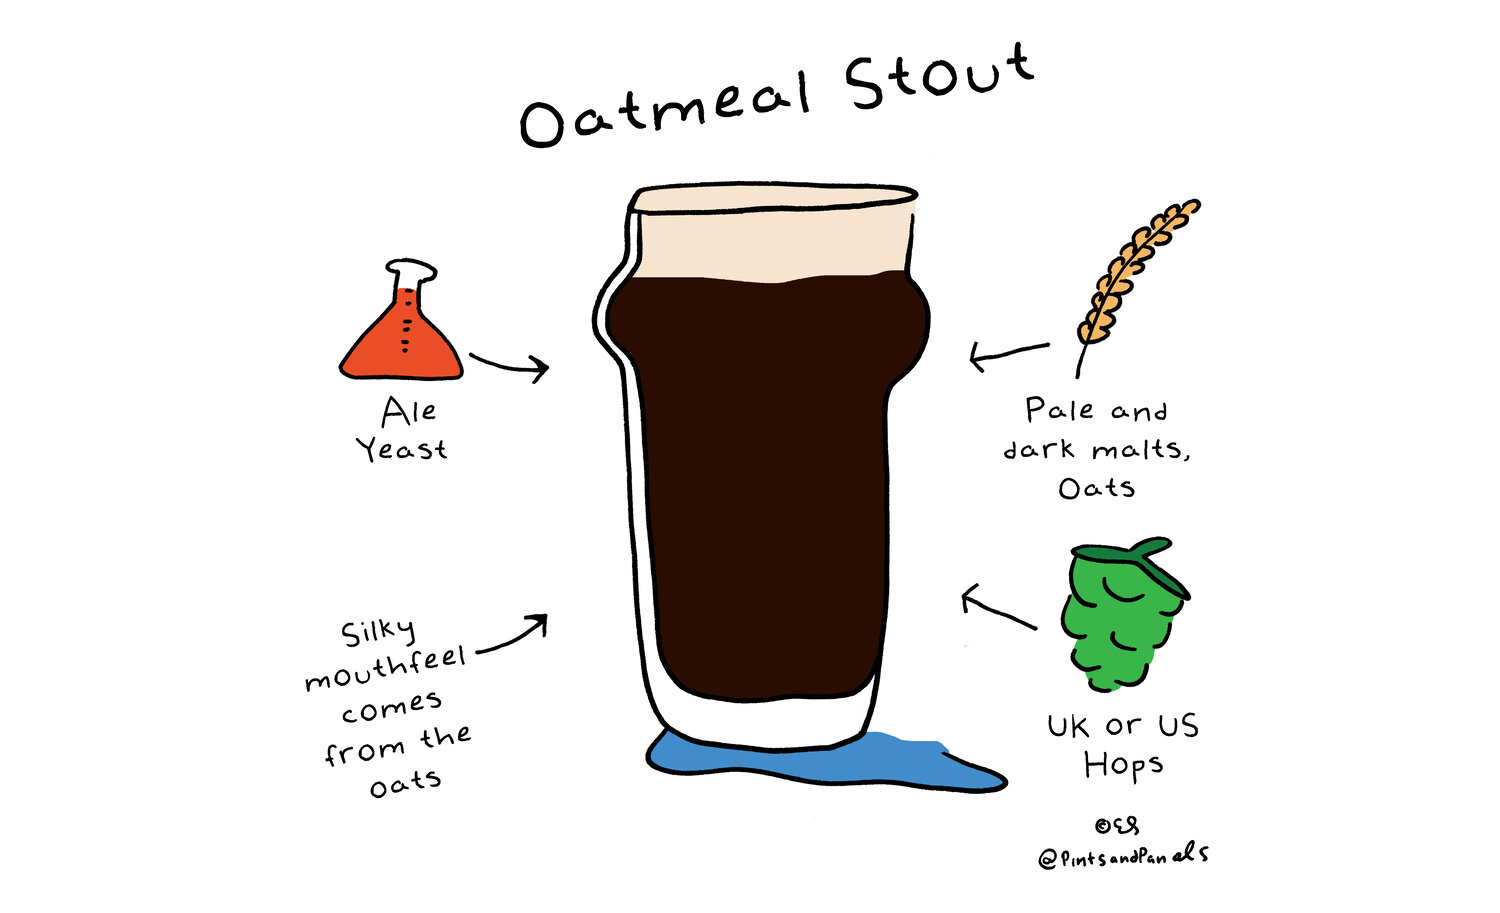 Oatmeal Stout
Ale
Yeast
Pale and
dark malts,
Oats
Silky
mouthfeel
comes
from the
oats
UK or US
Hops
©ES
@PintsandPanels